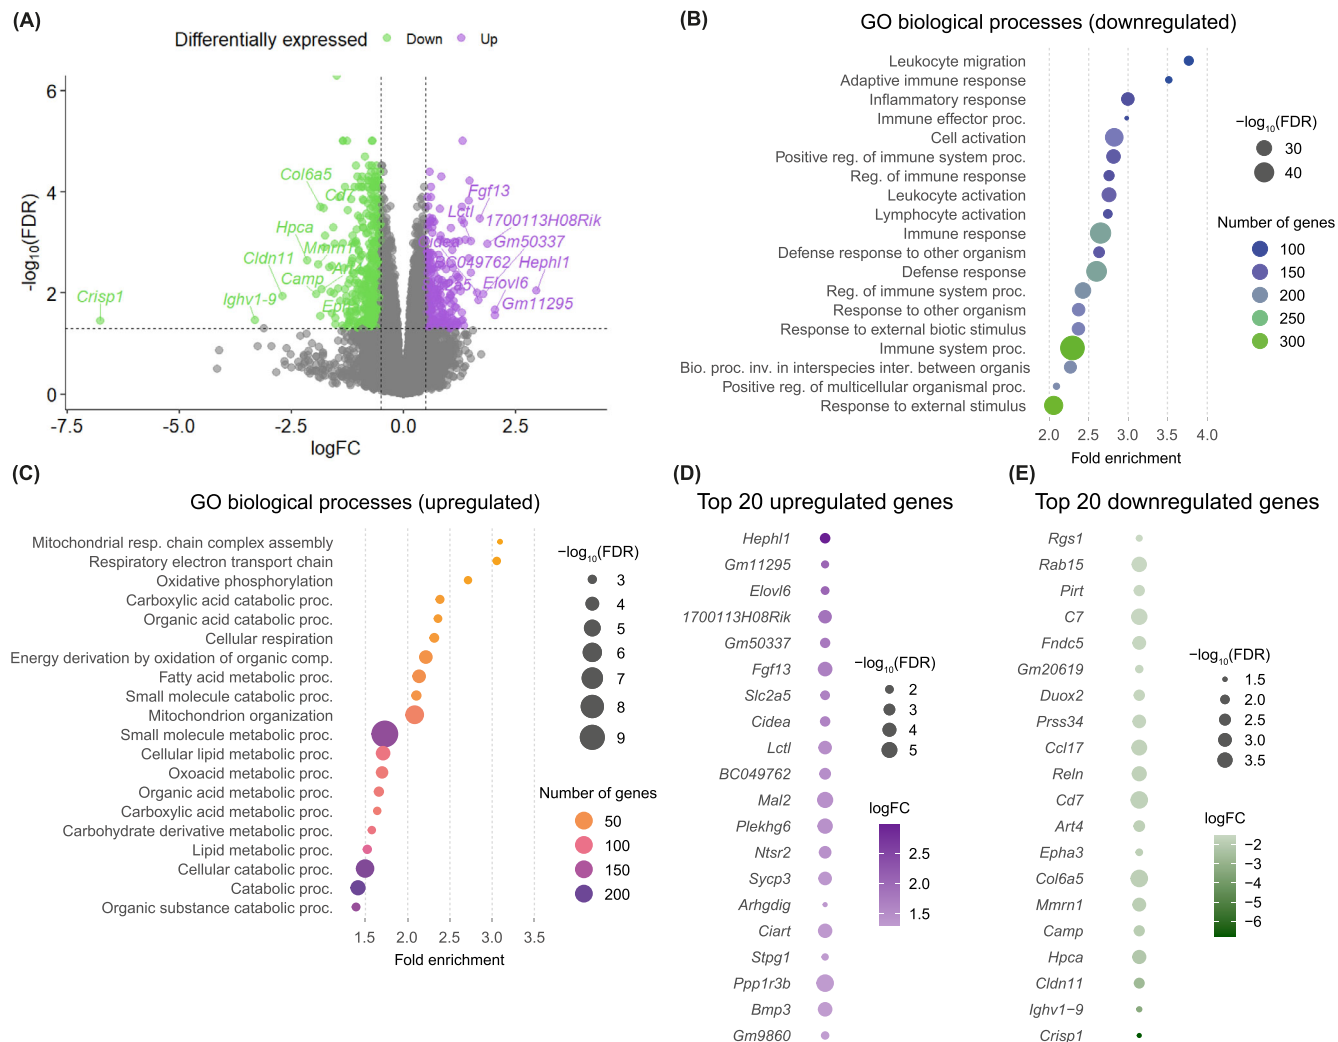 (A)
Differentially expressed Down Up
6
4
2
0
-log10(FDR)
-7.5 -5.0 -2.5 0.0 2.5
logFC
Col6a5
Cd7
Hpca
Mmrn1
Cldn11
Camp
Ighv1-9
Crisp1
Fgf13
Lctl
1700113H08Rik
Gm50337
BC049762
Hephl1
Elovl6
Gm11295
(B)
GO biological processes (downregulated)
Leukocyte migration
Adaptive immune response
Inflammatory response
Immune effector proc.
Cell activation
Positive reg. of immune system proc.
Reg. of immune response
Leukocyte activation
Lymphocyte activation
Immune response
Defense response to other organism
Defense response
Reg. of immune system proc.
Response to other organism
Response to external biotic stimulus
Immune system proc.
Bio. proc. inv. in interspecies inter. between organis
Positive reg. of multicellular organismal proc.
Response to external stimulus
2.0 2.5 3.0 3.5 4.0
Fold enrichment
−log10(FDR)
30
40
Number of genes
100
150
200
250
300
(C)
GO biological processes (upregulated)
Mitochondrial resp. chain complex assembly
Respiratory electron transport chain
Oxidative phosphorylation
Carboxylic acid catabolic proc.
Organic acid catabolic proc.
Cellular respiration
Energy derivation by oxidation of organic comp.
Fatty acid metabolic proc.
Small molecule catabolic proc.
Mitochondrion organization
Small molecule metabolic proc.
Cellular lipid metabolic proc.
Oxoacid metabolic proc.
Organic acid metabolic proc.
Carboxylic acid metabolic proc.
Carbohydrate derivative metabolic proc.
Lipid metabolic proc.
Cellular catabolic proc.
Catabolic proc.
Organic substance catabolic proc.
1.5 2.0 2.5 3.0 3.5
Fold enrichment
−log10(FDR)
3
4
5
6
7
8
9
Number of genes
50
100
150
200
(D)
Top 20 upregulated genes
Hephl1
Gm11295
Elovl6
1700113H08Rik
Gm50337
Fgf13
Slc2a5
Cidea
Lctl
BC049762
Mal2
Plekhg6
Ntsr2
Sycp3
Arhgdig
Ciart
Stpg1
Ppp1r3b
Bmp3
Gm9860
−log10(FDR)
2
3
4
5
logFC
2.5
2.0
1.5
(E)
Top 20 downregulated genes
Rgs1
Rab15
Pirt
C7
Fndc5
Gm20619
Duox2
Prss34
Ccl17
Reln
Cd7
Art4
Epha3
Col6a5
Mmrn1
Camp
Hpca
Cldn11
Ighv1−9
Crisp1
−log10(FDR)
1.5
2.0
2.5
3.0
3.5
logFC
−2
−3
−4
−5
−6